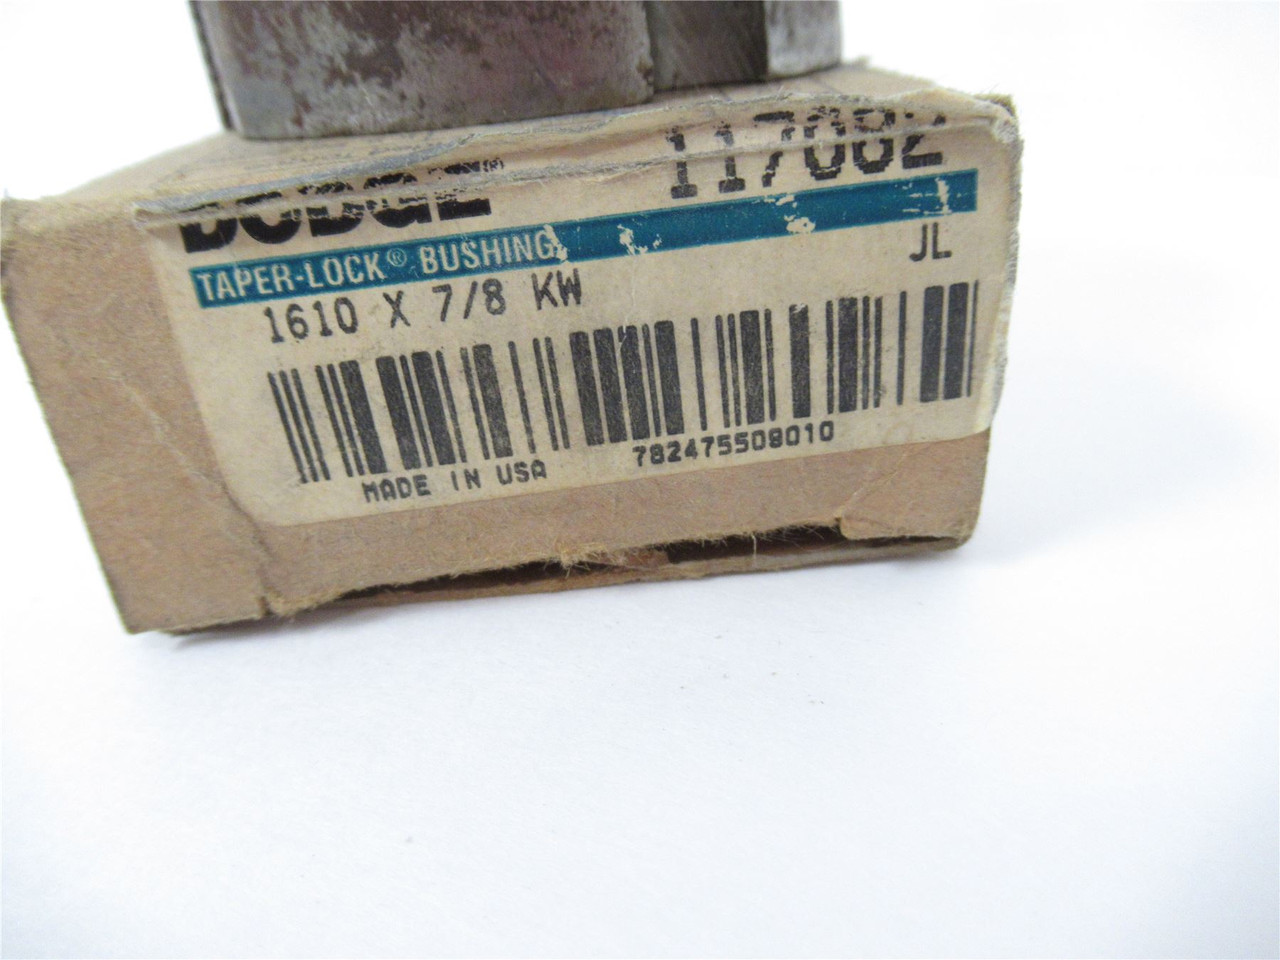 DODGE® 117082
TAPER-LOCK® BUSHING
JL
1610 X 7/8 KW
MADE IN USA 782475508010